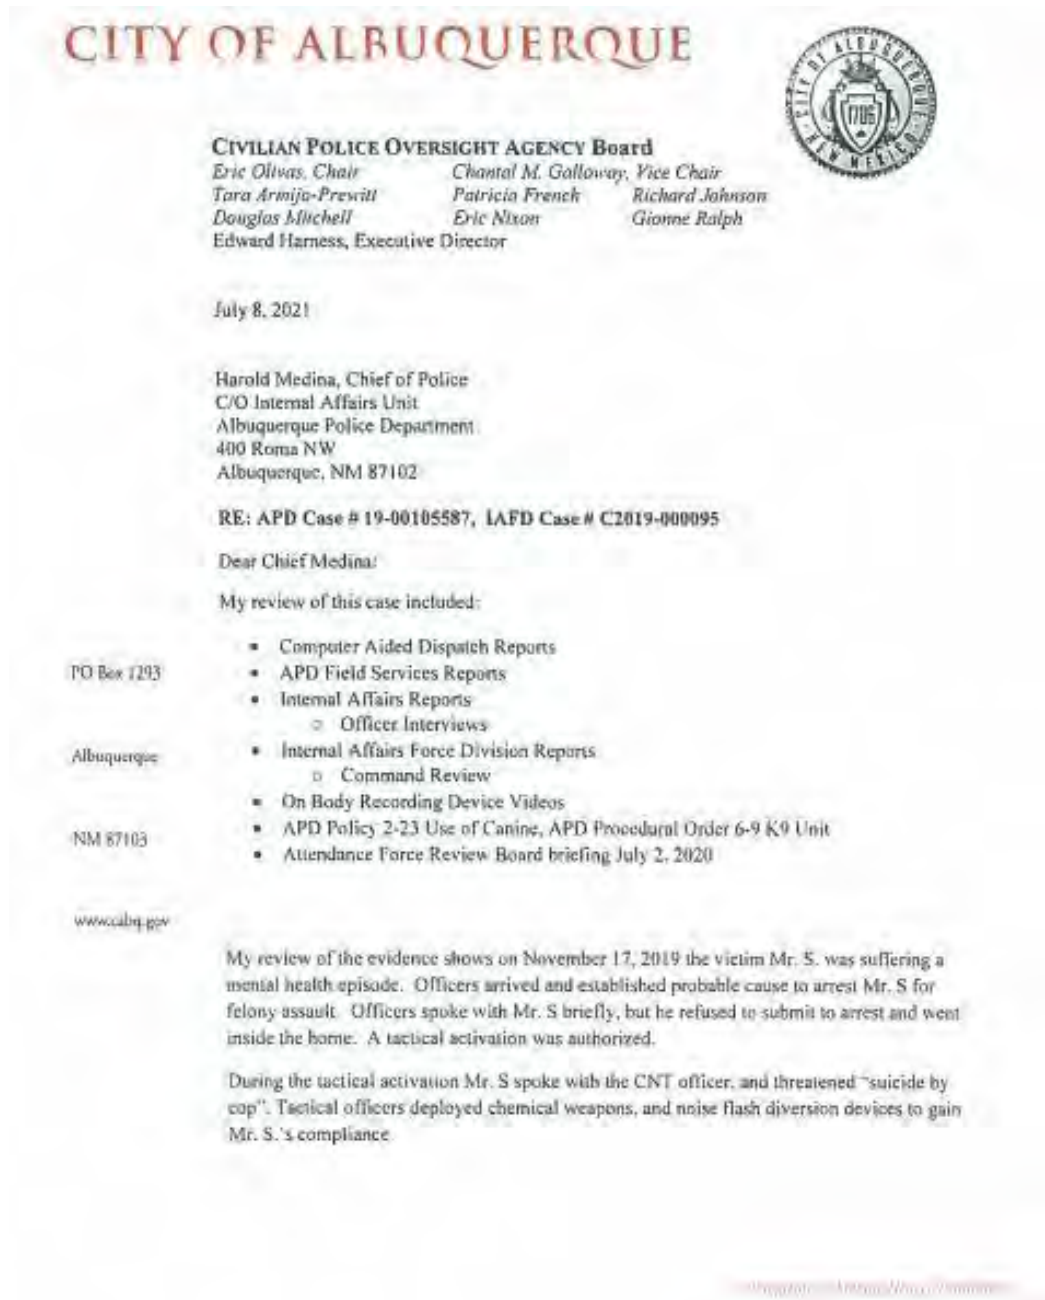 CITY OF ALBUQUERQUE
CITY OF ALBUQUERQUE
1706
NEW MEXICO
CIVILIAN POLICE OVERSIGHT AGENCY Board
Eric Olivas, Chair Chantal M. Galloway, Vice Chair
Tara Armijo-Prewitt Patricia French Richard Johnson
Douglas Mitchell Eric Nixon Gionne Ralph
Edward Harness, Executive Director
July 8, 2021
Harold Medina, Chief of Police
C/O Internal Affairs Unit
Albuquerque Police Department
400 Roma NW
Albuquerque, NM 87102
RE: APD Case # 19-00105587, IAFD Case # C2019-000095
Dear Chief Medina:
My review of this case included:
• Computer Aided Dispatch Reports
• APD Field Services Reports
• Internal Affairs Reports
o Officer Interviews
• Internal Affairs Force Division Reports
o Command Review
• On Body Recording Device Videos
• APD Policy 2-23 Use of Canine, APD Procedural Order 6-9 K9 Unit
• Attendance Force Review Board briefing July 2, 2020
PO Box 1293
Albuquerque
NM 87103
www.cabq.gov
My review of the evidence shows on November 17, 2019 the victim Mr. S. was suffering a
mental health episode. Officers arrived and established probable cause to arrest Mr. S for
felony assault. Officers spoke with Mr. S briefly, but he refused to submit to arrest and went
inside the home. A tactical activation was authorized.
During the tactical activation Mr. S spoke with the CNT officer, and threatened "suicide by
cop". Tactical officers deployed chemical weapons, and noise flash diversion devices to gain
Mr. S.'s compliance